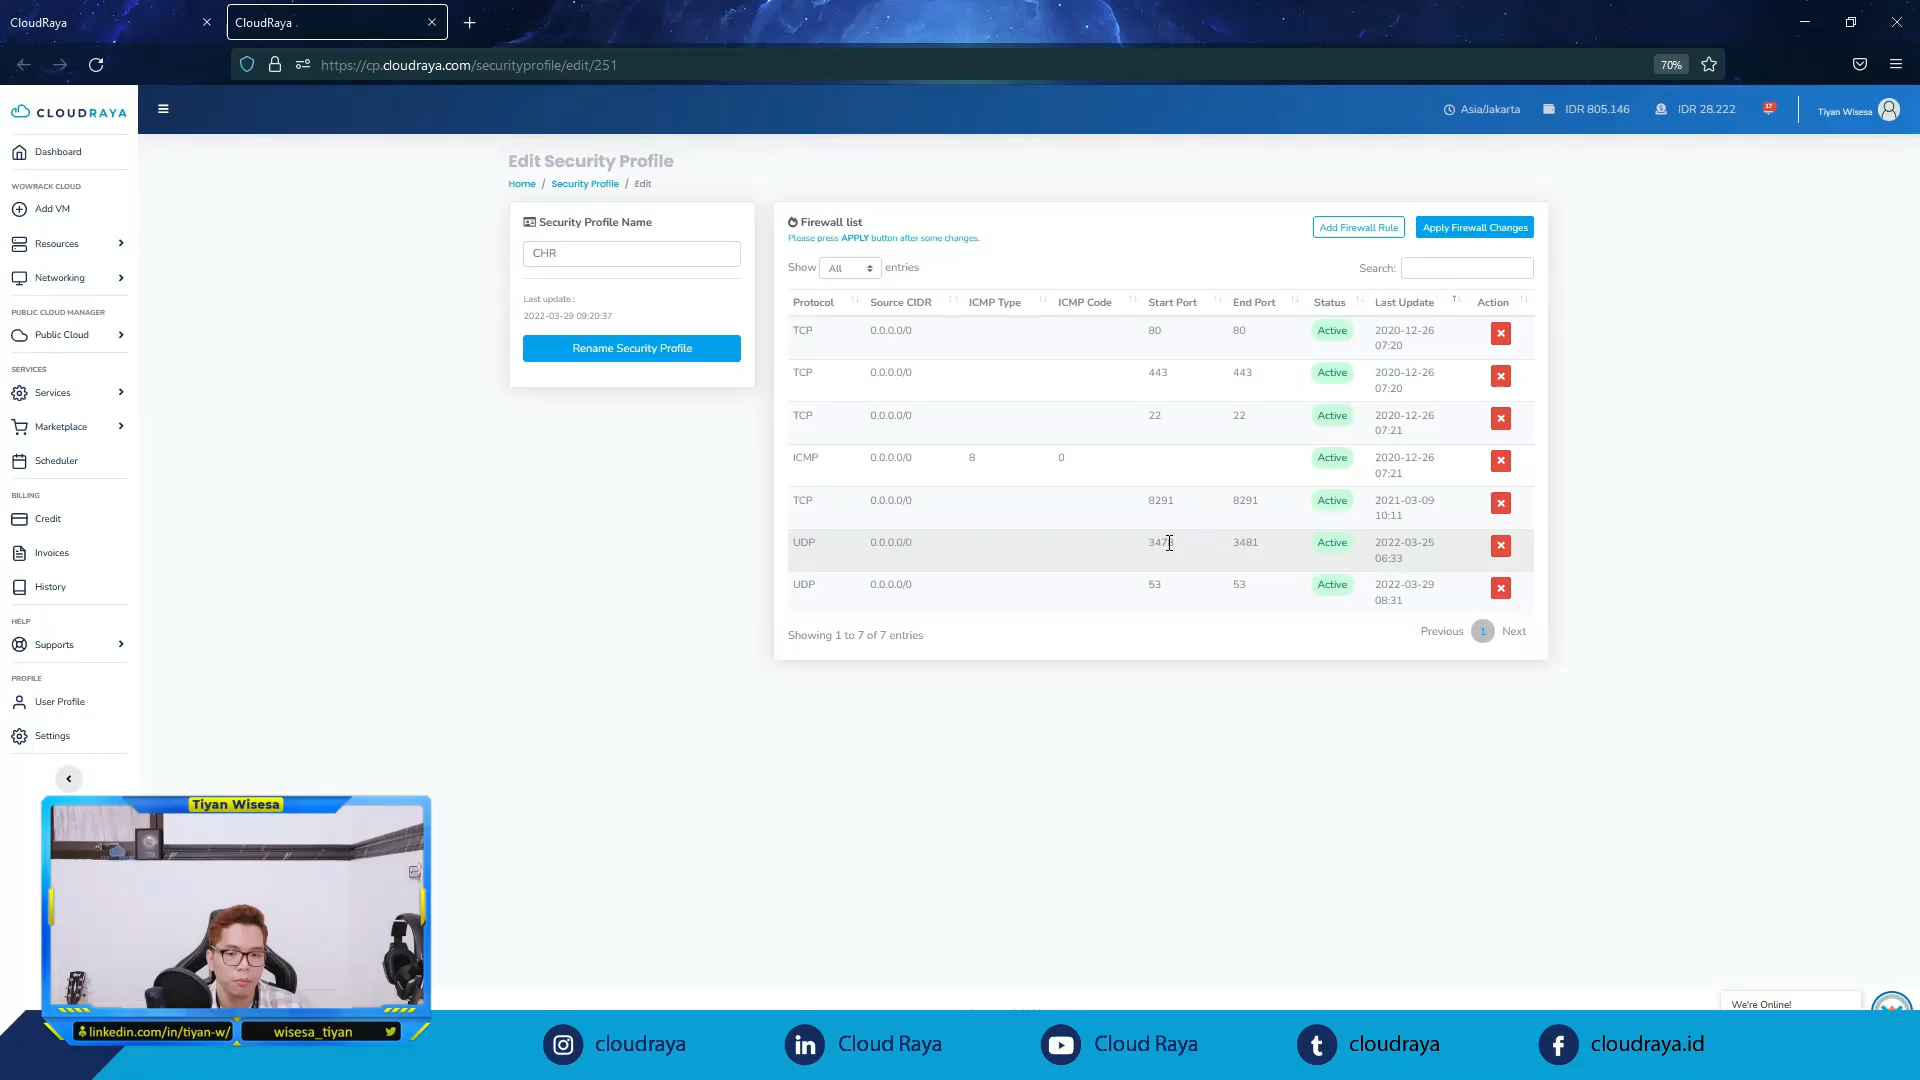 CloudRaya
CloudRaya .
https://cp.cloudraya.com/securityprofile/edit/251
70%
CLOUDRAYA
Asia/Jakarta
IDR 805.146
IDR 28.222
17
Tiyan Wisesa
Dashboard
WOWRACK CLOUD
Add VM
Resources
Networking
PUBLIC CLOUD MANAGER
Public Cloud
SERVICES
Services
Marketplace
Scheduler
BILLING
Credit
Invoices
History
HELP
Supports
PROFILE
User Profile
Settings
Edit Security Profile
Home / Security Profile / Edit
Security Profile Name
CHR
Last update :
2022-03-29 09:20:37
Rename Security Profile
Firewall list
Please press APPLY button after some changes.
Add Firewall Rule
Apply Firewall Changes
Show All entries
Search:
Protocol Source CIDR ICMP Type ICMP Code Start Port End Port Status Last Update Action
TCP 0.0.0.0/0 80 80 Active 2020-12-26 07:20
TCP 0.0.0.0/0 443 443 Active 2020-12-26 07:20
TCP 0.0.0.0/0 22 22 Active 2020-12-26 07:21
ICMP 0.0.0.0/0 8 0 Active 2020-12-26 07:21
TCP 0.0.0.0/0 8291 8291 Active 2021-03-09 10:11
UDP 0.0.0.0/0 3478 3481 Active 2022-03-25 06:33
UDP 0.0.0.0/0 53 53 Active 2022-03-29 08:31
Showing 1 to 7 of 7 entries
Previous 1 Next
We're Online!
Tiyan Wisesa
linkedin.com/in/tiyan-w/
wisesa_tiyan
cloudraya
Cloud Raya
Cloud Raya
cloudraya
cloudraya.id